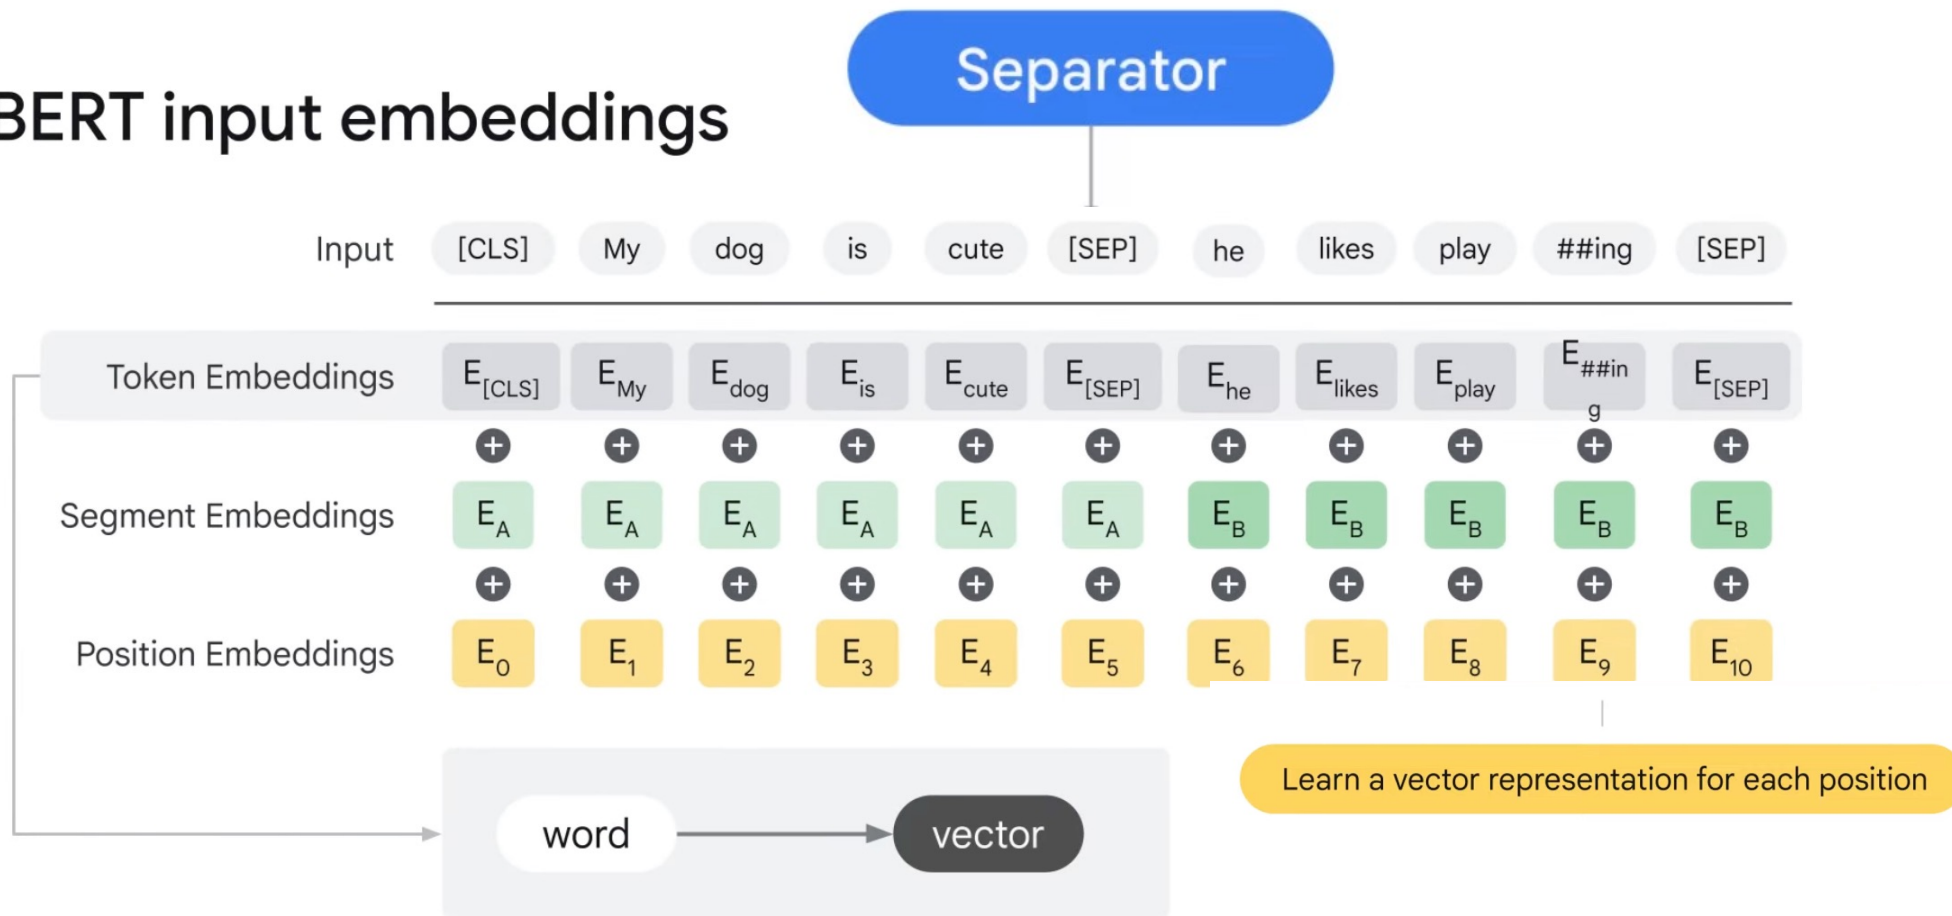 Separator
BERT input embeddings
Input [CLS] My dog is cute [SEP] he likes play ##ing [SEP]
Token Embeddings E[CLS] EMy Edog Eis Ecute E[SEP] Ehe Elikes Eplay E##ing E[SEP]
+ + + + + + + + + + +
Segment Embeddings EA EA EA EA EA EA EB EB EB EB EB
+ + + + + + + + + + +
Position Embeddings E0 E1 E2 E3 E4 E5 E6 E7 E8 E9 E10
Learn a vector representation for each position
word vector